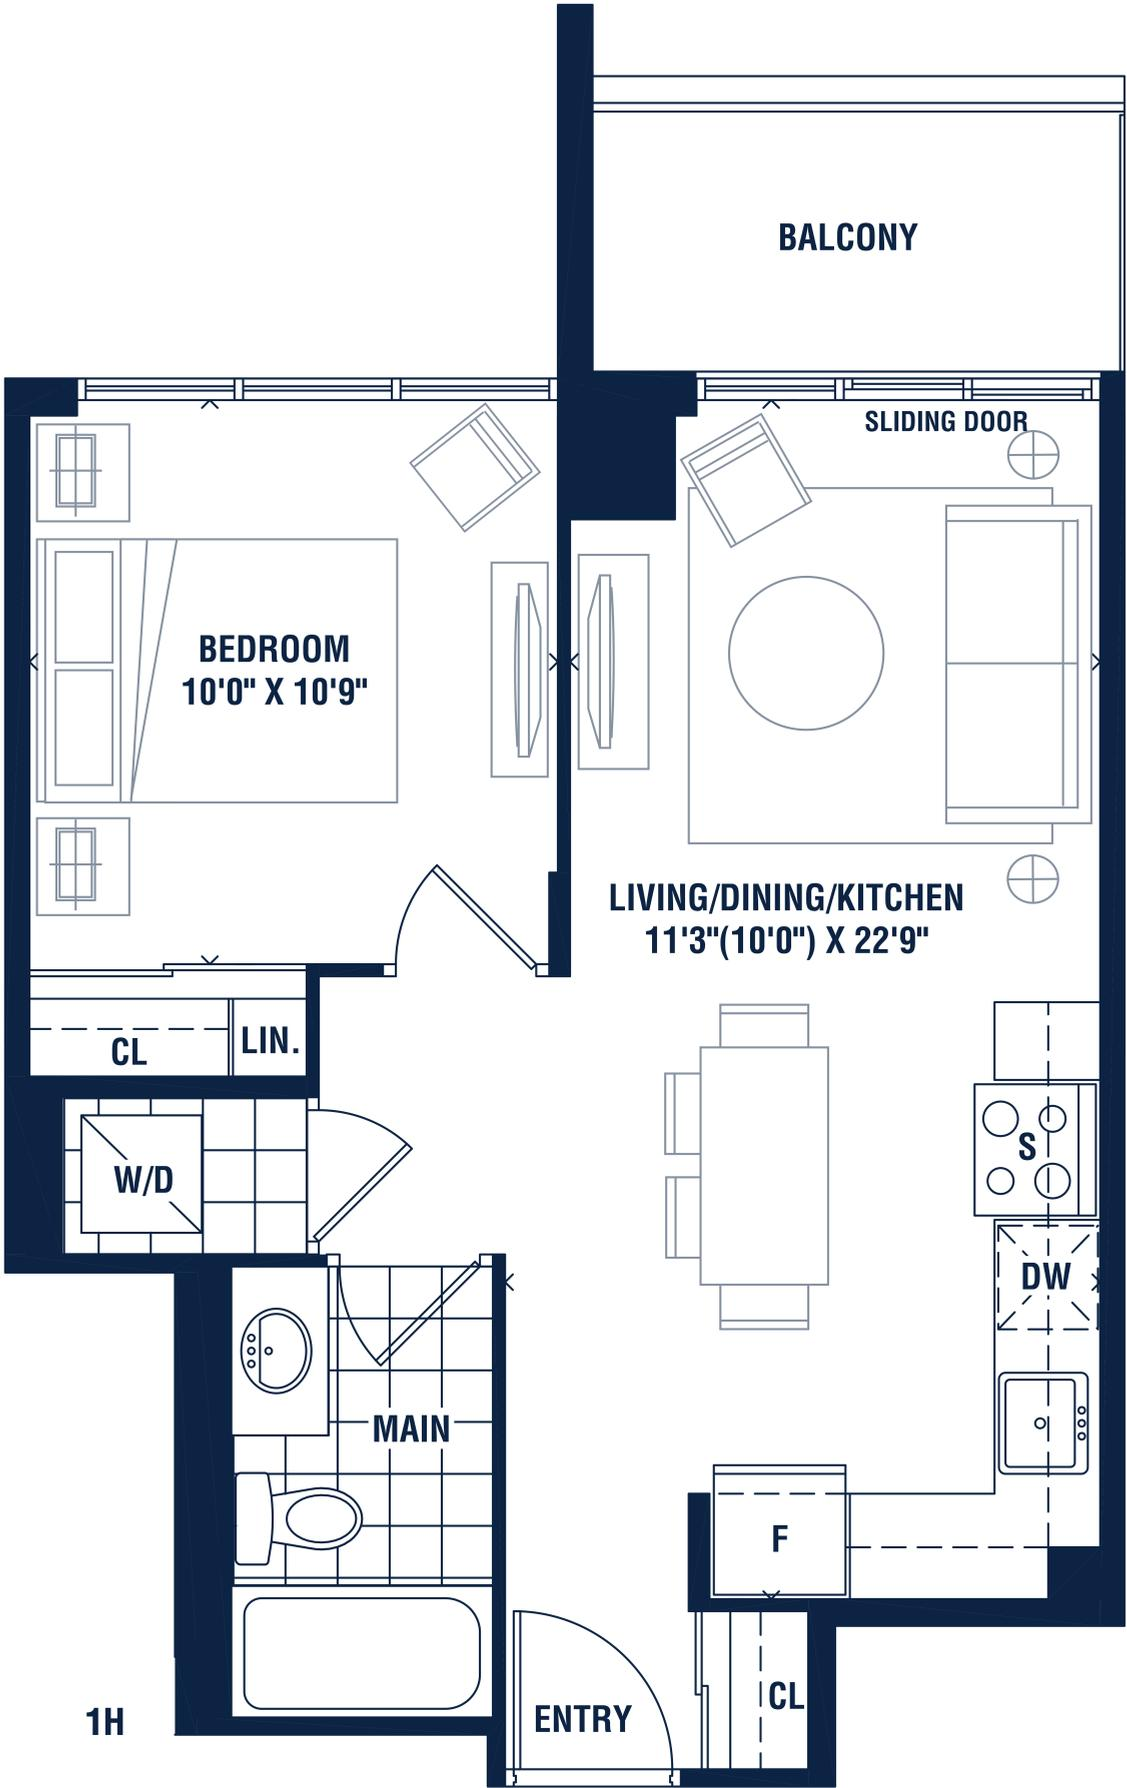 BALCONY
SLIDING DOOR
BEDROOM
10'0" X 10'9"
LIVING/DINING/KITCHEN
11'3"(10'0") X 22'9"
CL
LIN.
W/D
S
DW
MAIN
F
CL
ENTRY
1H